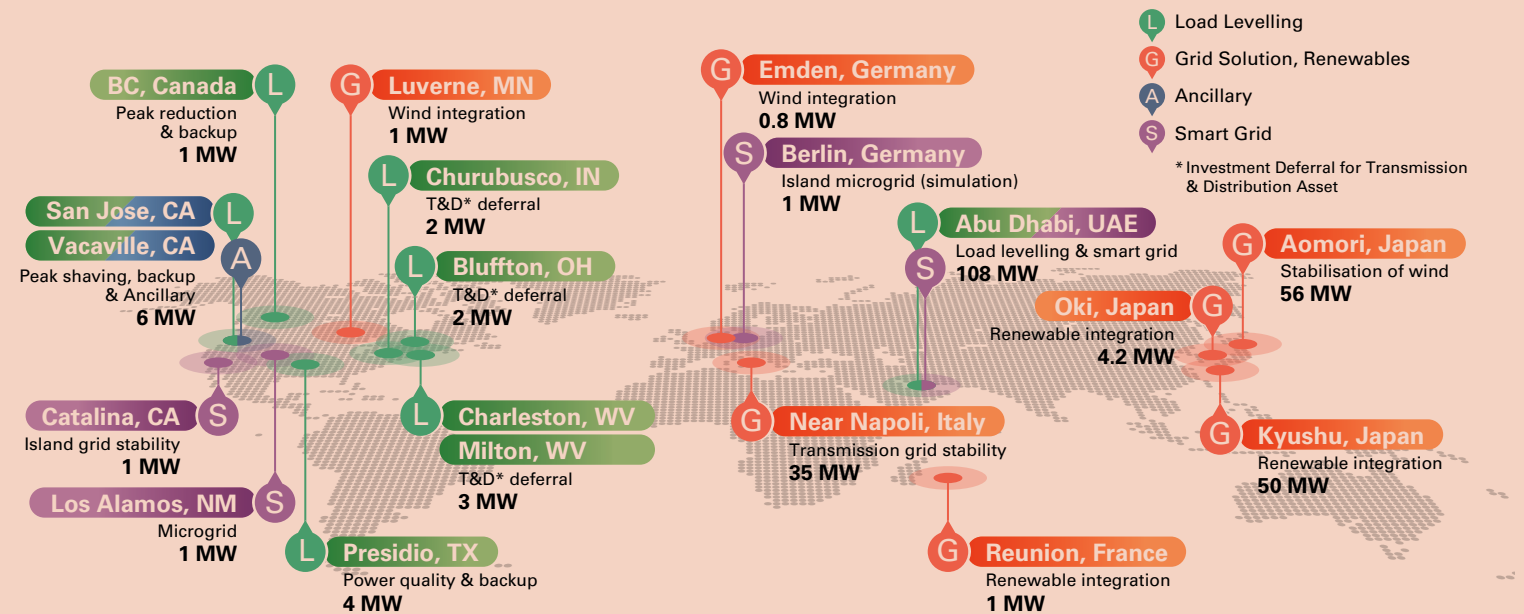 L Load Levelling
G Grid Solution, Renewables
A Ancillary
S Smart Grid
* Investment Deferral for Transmission
& Distribution Asset
BC, Canada L
Peak reduction
& backup
1 MW
G Luverne, MN
Wind integration
1 MW
L Churubusco, IN
T&D* deferral
2 MW
San Jose, CA L
Vacaville, CA A
Peak shaving, backup
& Ancillary
6 MW
L Bluffton, OH
T&D* deferral
2 MW
Catalina, CA S
Island grid stability
1 MW
Los Alamos, NM S
Microgrid
1 MW
L Charleston, WV
Milton, WV
T&D* deferral
3 MW
L Presidio, TX
Power quality & backup
4 MW
G Emden, Germany
Wind integration
0.8 MW
S Berlin, Germany
Island microgrid (simulation)
1 MW
L Abu Dhabi, UAE
S Load levelling & smart grid
108 MW
G Aomori, Japan
Stabilisation of wind
56 MW
Oki, Japan G
Renewable integration
4.2 MW
G Near Napoli, Italy
Transmission grid stability
35 MW
G Kyushu, Japan
Renewable integration
50 MW
G Reunion, France
Renewable integration
1 MW